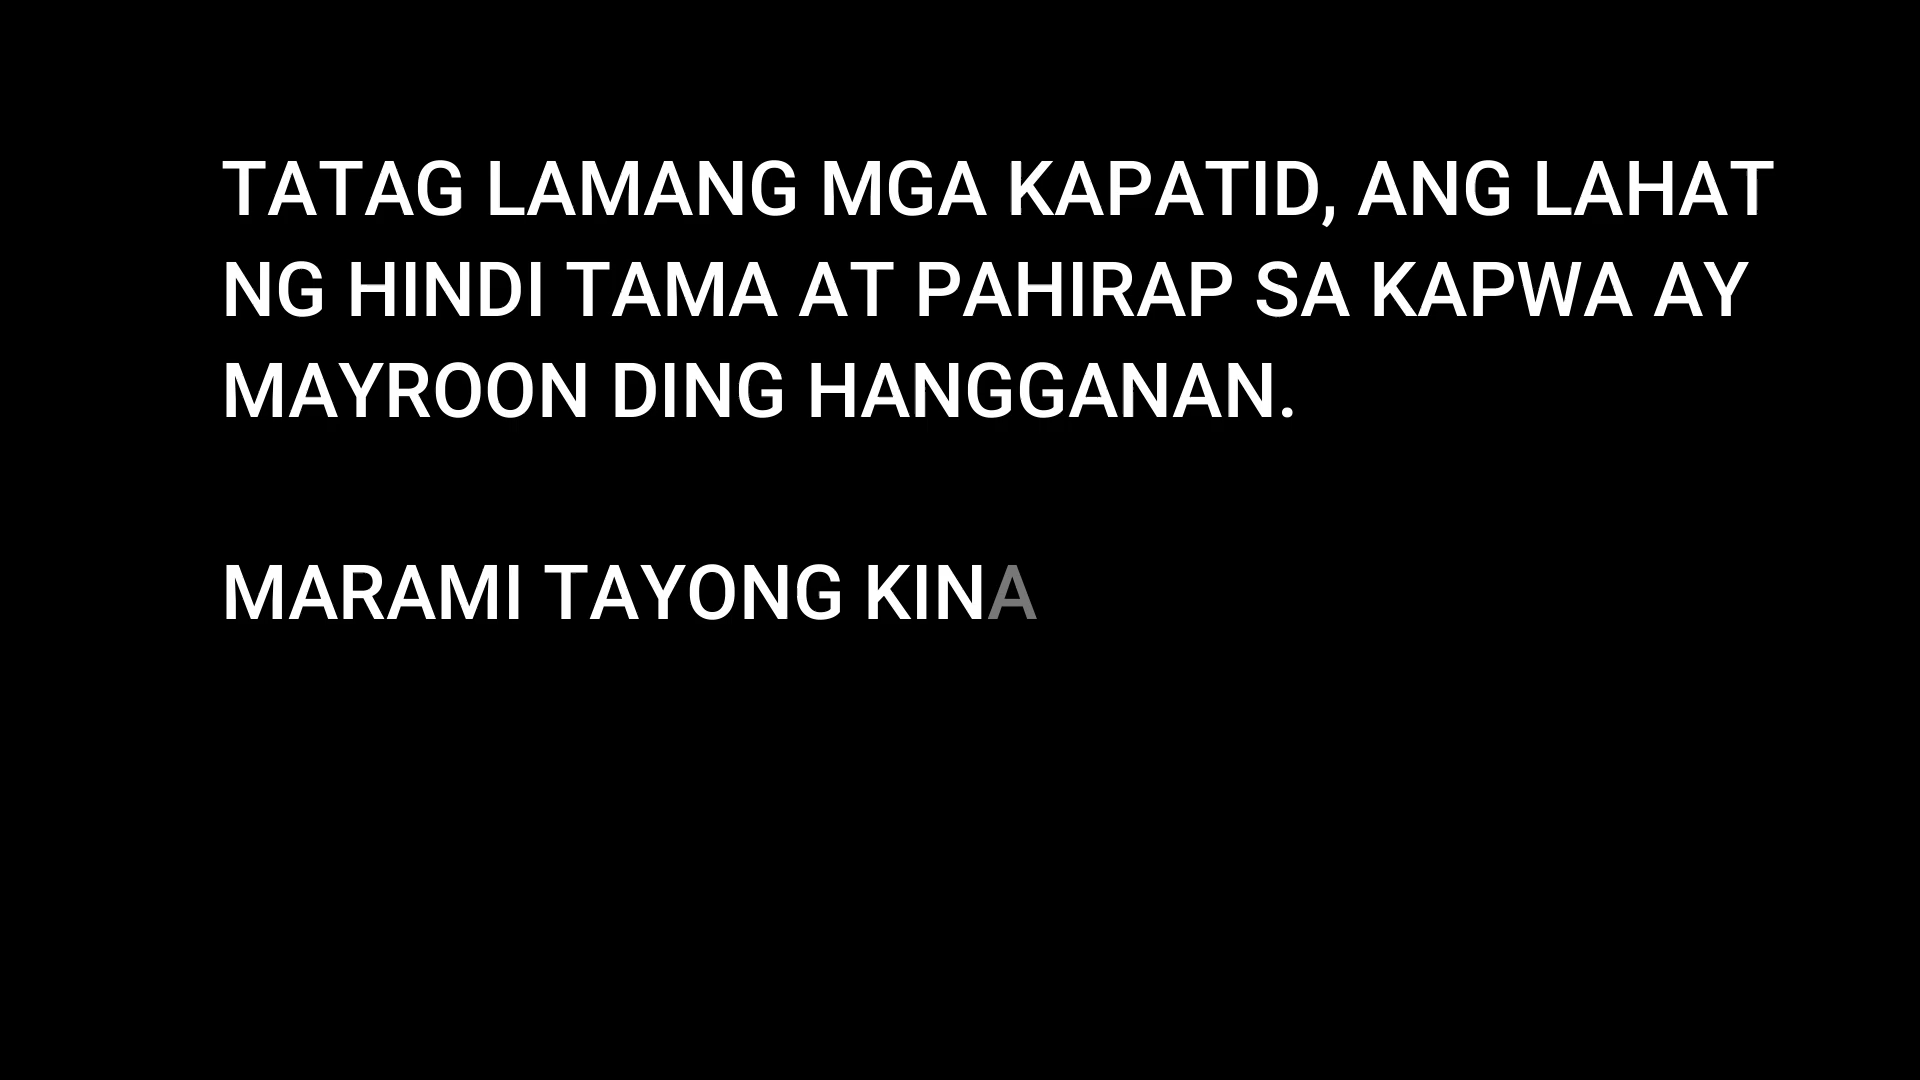 TATAG LAMANG MGA KAPATID, ANG LAHAT
NG HINDI TAMA AT PAHIRAP SA KAPWA AY
MAYROON DING HANGGANAN.
MARAMI TAYONG KINA